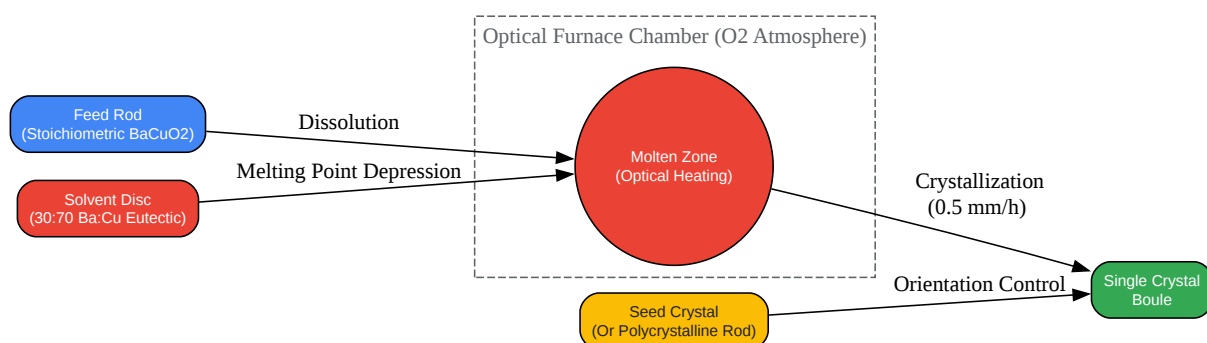 Optical Furnace Chamber (O2 Atmosphere)
Feed Rod
(Stoichiometric BaCuO2)
Dissolution
Solvent Disc
(30:70 Ba:Cu Eutectic)
Melting Point Depression
Molten Zone
(Optical Heating)
Crystallization
(0.5 mm/h)
Seed Crystal
(Or Polycrystalline Rod)
Orientation Control
Single Crystal
Boule